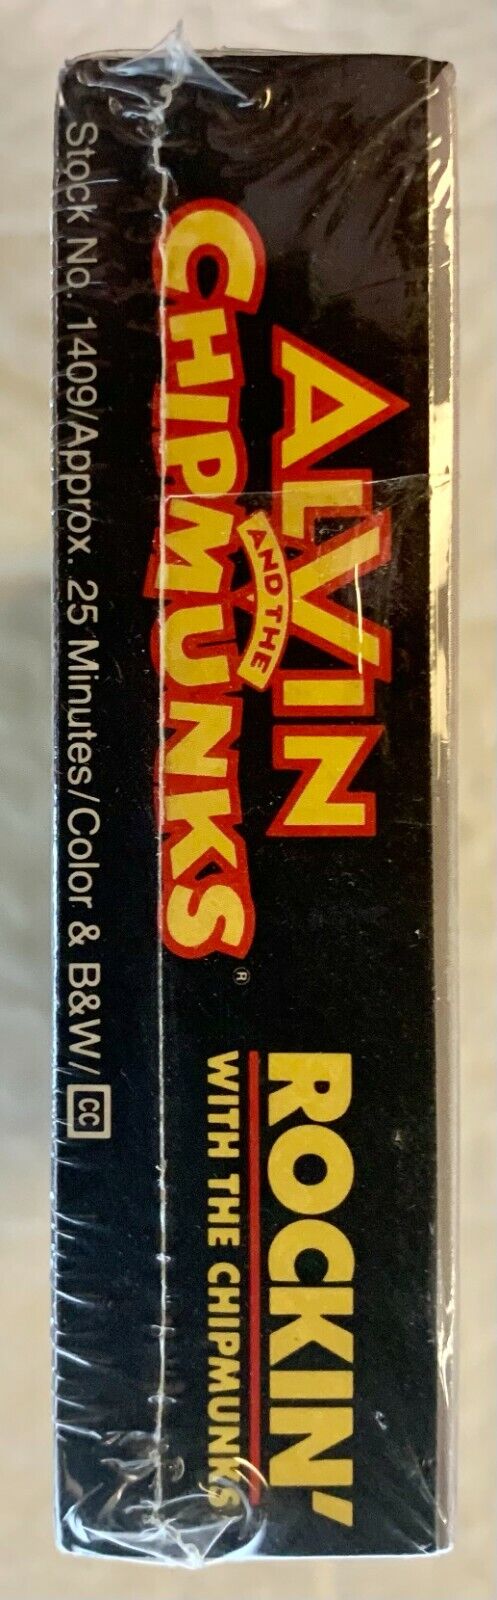 ALVIN
AND THE
CHIPMUNKS®
ROCKIN'
WITH THE CHIPMUNKS
Stock No. 1409/Approx. 25 Minutes/Color & B&W/CC